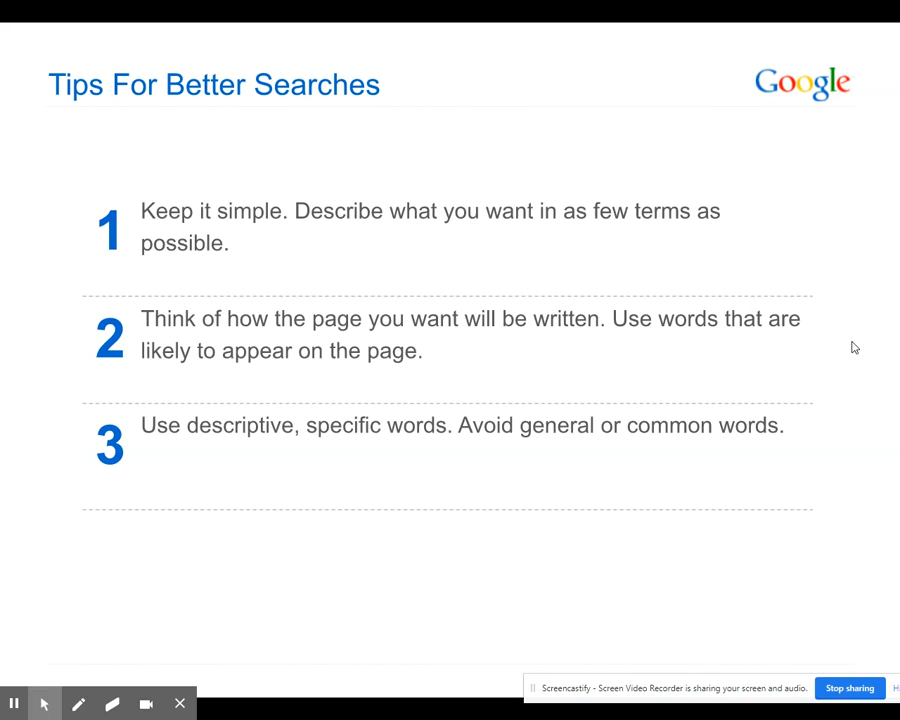 Tips For Better Searches
Google
1
Keep it simple. Describe what you want in as few terms as
possible.
2
Think of how the page you want will be written. Use words that are
likely to appear on the page.
3
Use descriptive, specific words. Avoid general or common words.
Screencastify - Screen Video Recorder is sharing your screen and audio.
Stop sharing